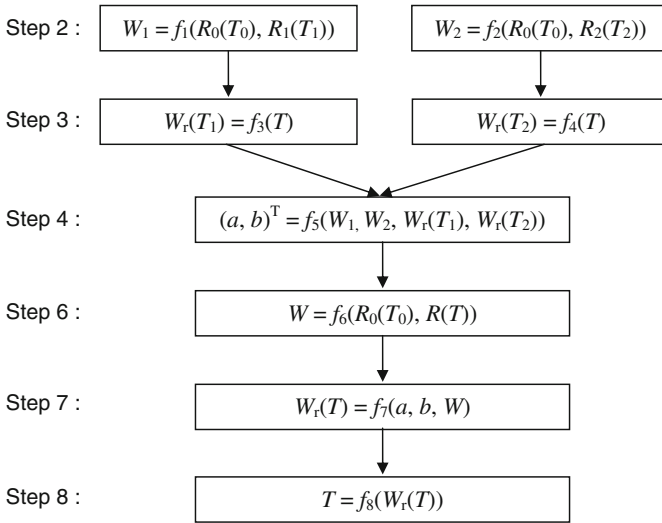 Step 2 : W₁ = f₁(R₀(T₀), R₁(T₁)) W₂ = f₂(R₀(T₀), R₂(T₂))
Step 3 : Wᵣ(T₁) = f₃(T) Wᵣ(T₂) = f₄(T)
Step 4 : (a, b)ᵀ = f₅(W₁, W₂, Wᵣ(T₁), Wᵣ(T₂))
Step 6 : W = f₆(R₀(T₀), R(T))
Step 7 : Wᵣ(T) = f₇(a, b, W)
Step 8 : T = f₈(Wᵣ(T))